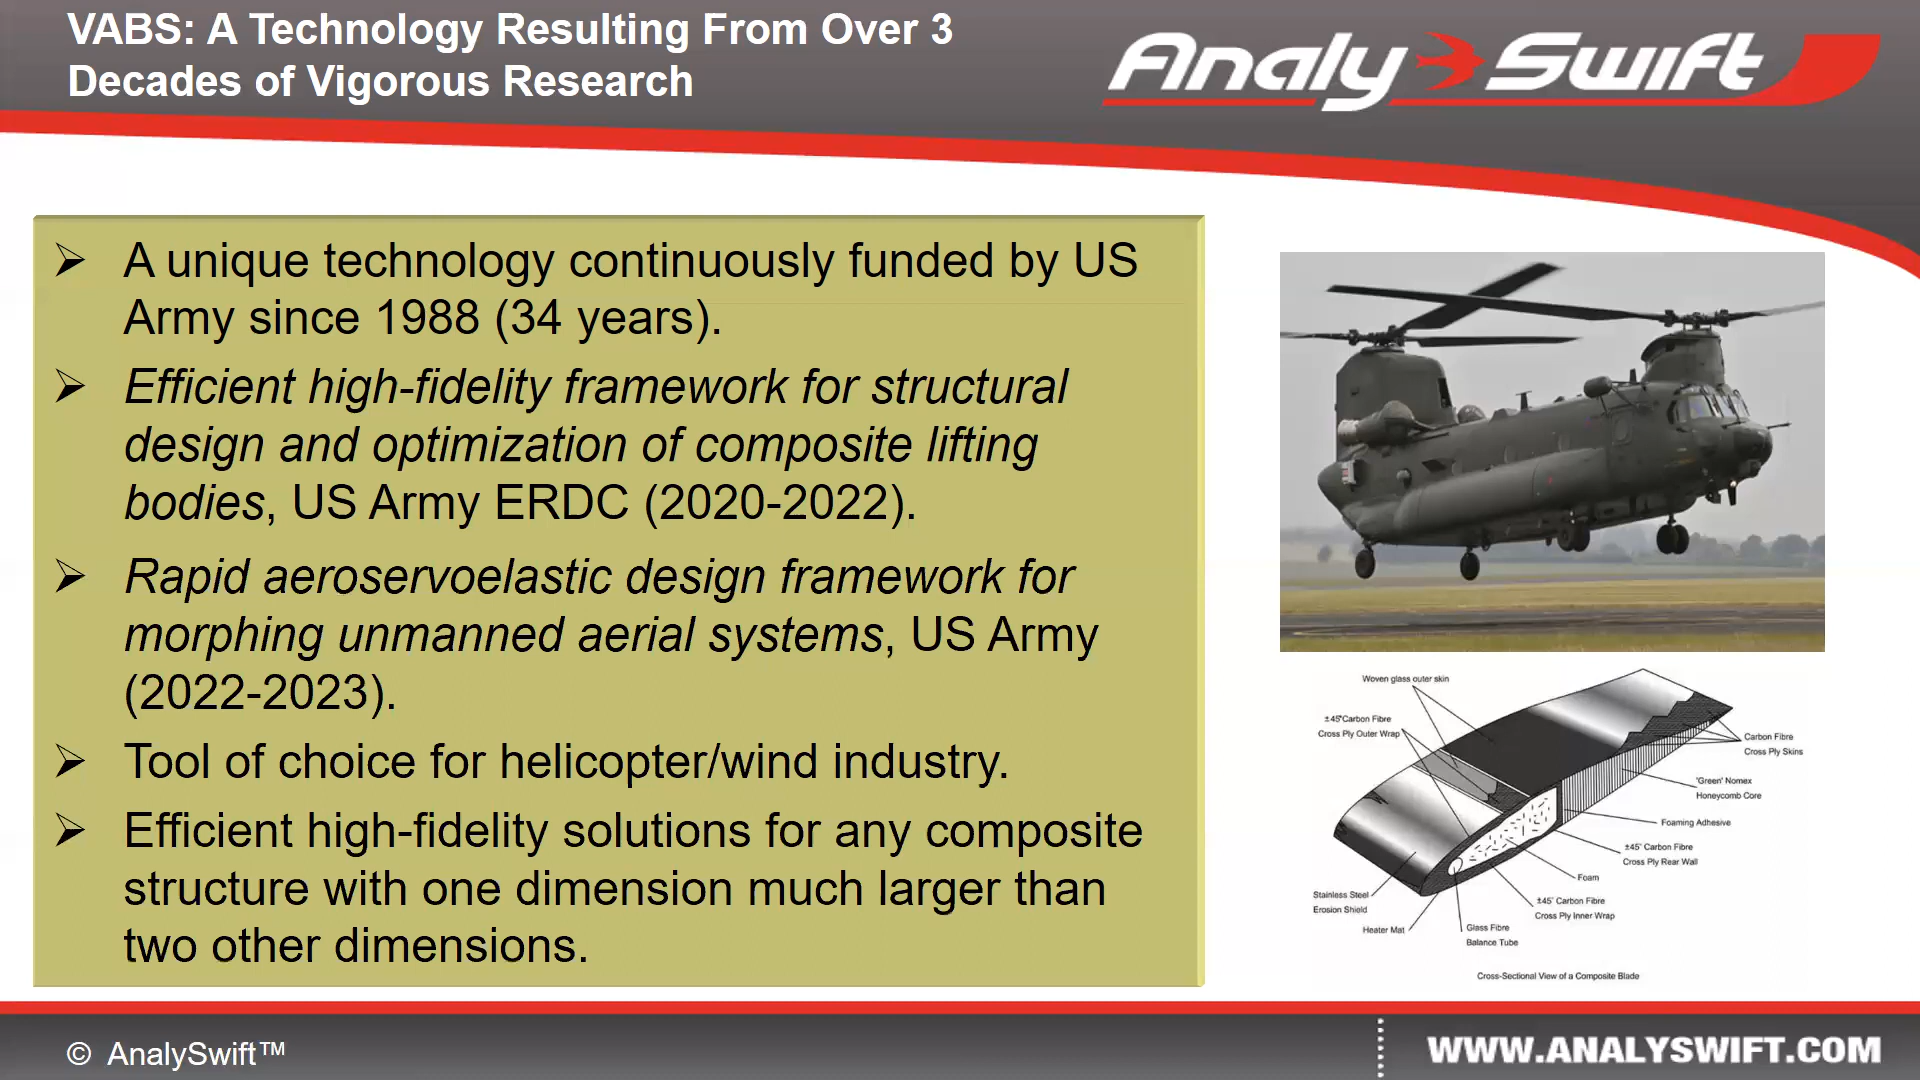 VABS: A Technology Resulting From Over 3
Decades of Vigorous Research
Analy Swift
A unique technology continuously funded by US
Army since 1988 (34 years).
Efficient high-fidelity framework for structural
design and optimization of composite lifting
bodies, US Army ERDC (2020-2022).
Rapid aeroservoelastic design framework for
morphing unmanned aerial systems, US Army
(2022-2023).
Tool of choice for helicopter/wind industry.
Efficient high-fidelity solutions for any composite
structure with one dimension much larger than
two other dimensions.
Woven glass outer skin
±45°Carbon Fibre
Cross Ply Outer Wrap
Carbon Fibre
Cross Ply Skins
'Green' Nomex
Honeycomb Core
Foaming Adhesive
±45° Carbon Fibre
Cross Ply Rear Wall
Foam
±45° Carbon Fibre
Cross Ply Inner Wrap
Stainless Steel
Erosion Shield
Heater Mat
Glass Fibre
Balance Tube
Cross-Sectional View of a Composite Blade
© AnalySwift™
WWW.ANALYSWIFT.COM